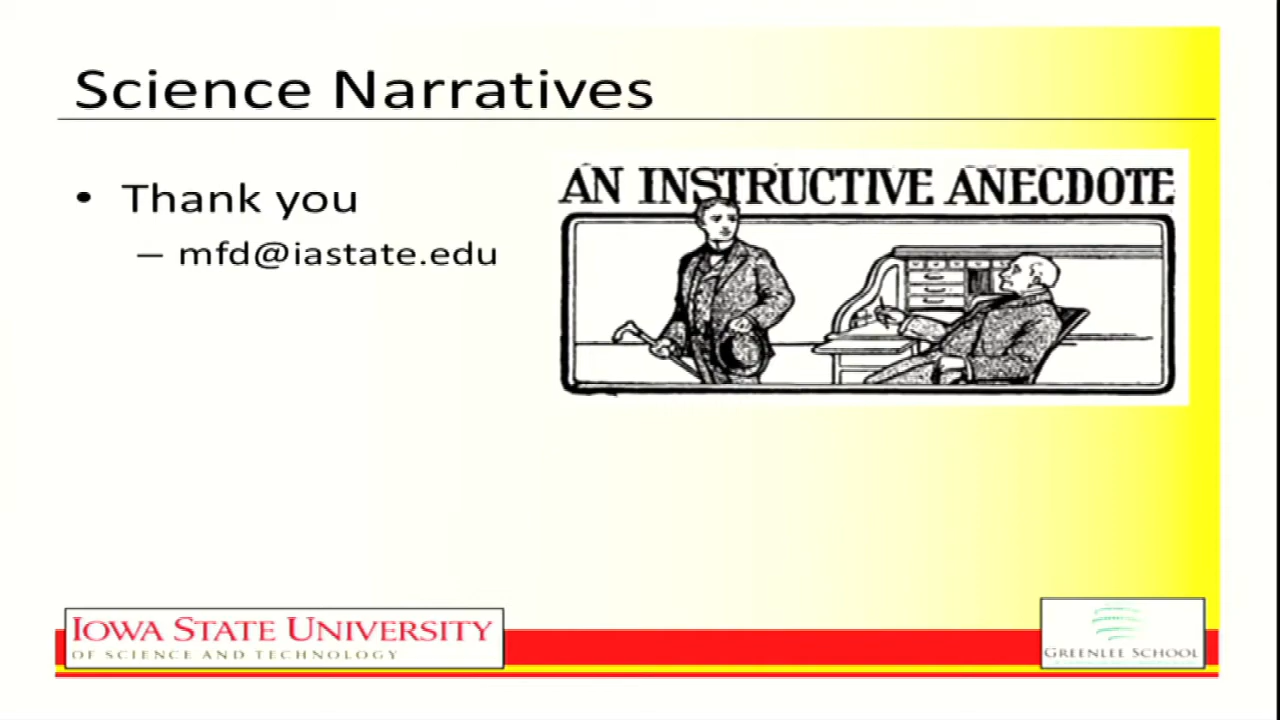 Science Narratives
• Thank you
– mfd@iastate.edu
AN INSTRUCTIVE ANECDOTE
IOWA STATE UNIVERSITY
OF SCIENCE AND TECHNOLOGY
GREENLEE SCHOOL